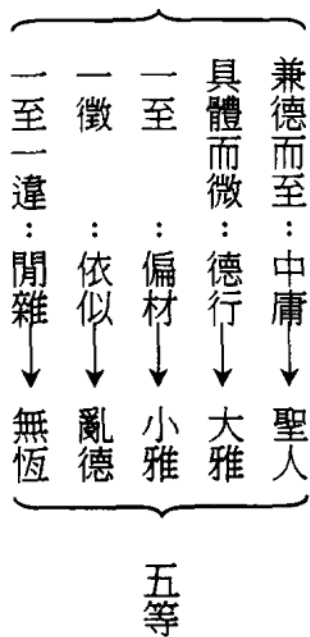 兼德而至：中庸→聖人
具體而微：德行→大雅
一至：偏材→小雅
一徵：依似→亂德
一至一違：閒雜→無恆
五等